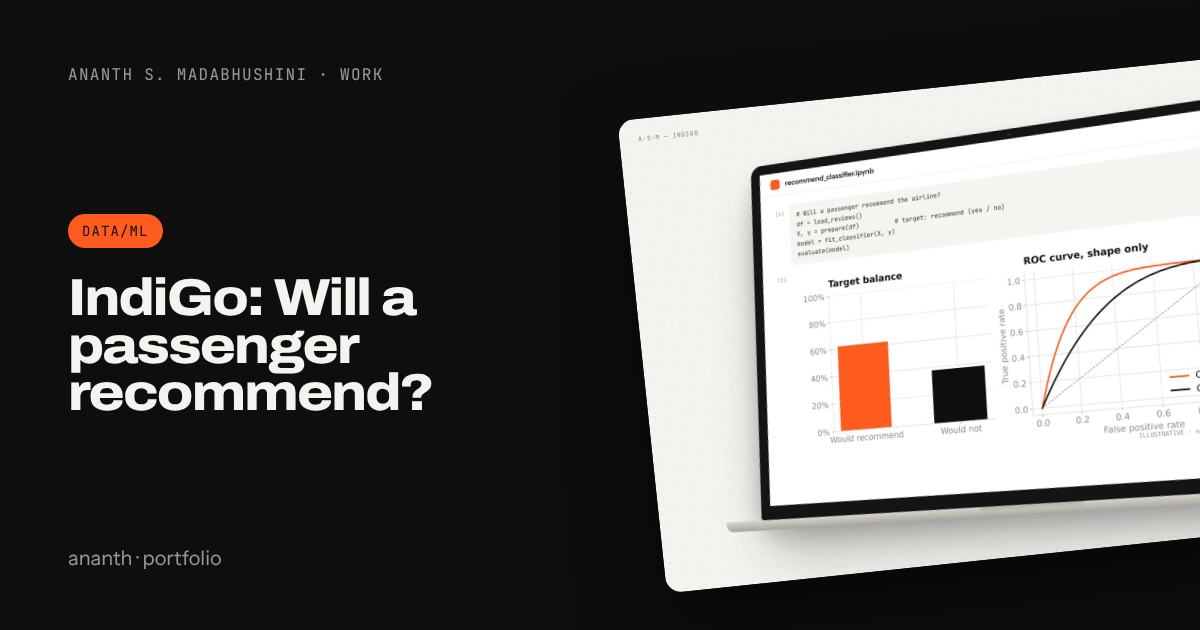 ANANTH S. MADABHUSHINI · WORK
DATA/ML
IndiGo: Will a
passenger
recommend?
ananth·portfolio
A·S·M — INDIGO
recommend_classifier.ipynb
# Will a passenger recommend the airline?
df = load_reviews()
X, y = prepare(df) # target: recommend (yes / no)
model = fit_classifier(X, y)
evaluate(model)
Target balance
100%
80%
60%
40%
20%
0%
Would recommend
Would not
ROC curve, shape only
True positive rate
1.0
0.8
0.6
0.4
0.2
0.0
0.0 0.2 0.4 0.6
False positive rate
ILLUSTRATIVE